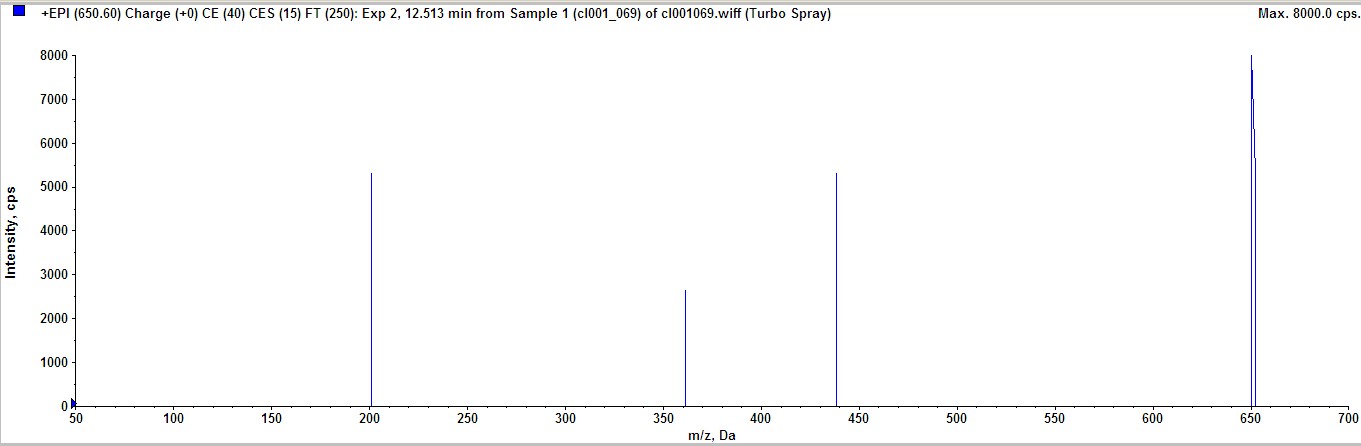 +EPI (650.60) Charge (+0) CE (40) CES (15) FT (250): Exp 2, 12.513 min from Sample 1 (cl001_069) of cl001069.wiff (Turbo Spray)
Max. 8000.0 cps.
8000
7000
6000
5000
4000
3000
2000
1000
0
Intensity, cps
50 100 150 200 250 300 350 400 450 500 550 600 650 700
m/z, Da